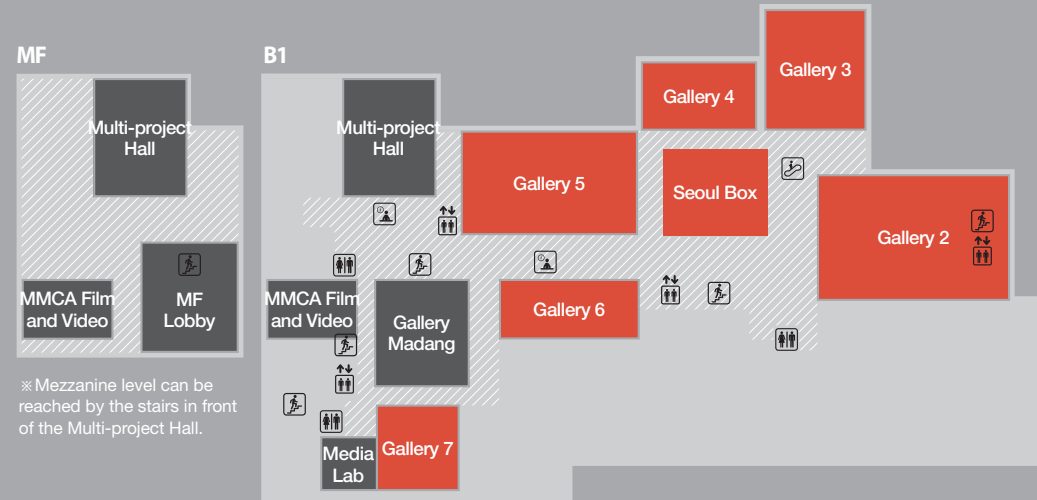 MF
Multi-project
Hall
MMCA Film
and Video
MF
Lobby
※Mezzanine level can be
reached by the stairs in front
of the Multi-project Hall.
B1
Multi-project
Hall
Gallery 5
Gallery 4
Gallery 3
Seoul Box
Gallery 2
MMCA Film
and Video
Gallery
Madang
Gallery 6
Media
Lab
Gallery 7